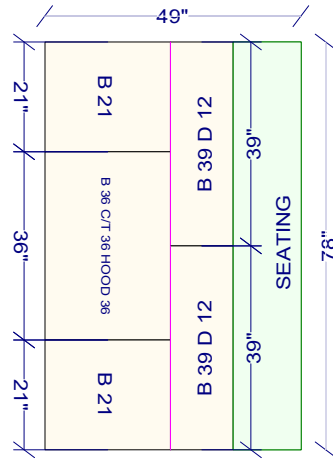 49"
21"
B 21
B 39 D 12
39"
36"
B 36 C/T 36 HOOD 36
SEATING
78"
21"
B 21
B 39 D 12
39"